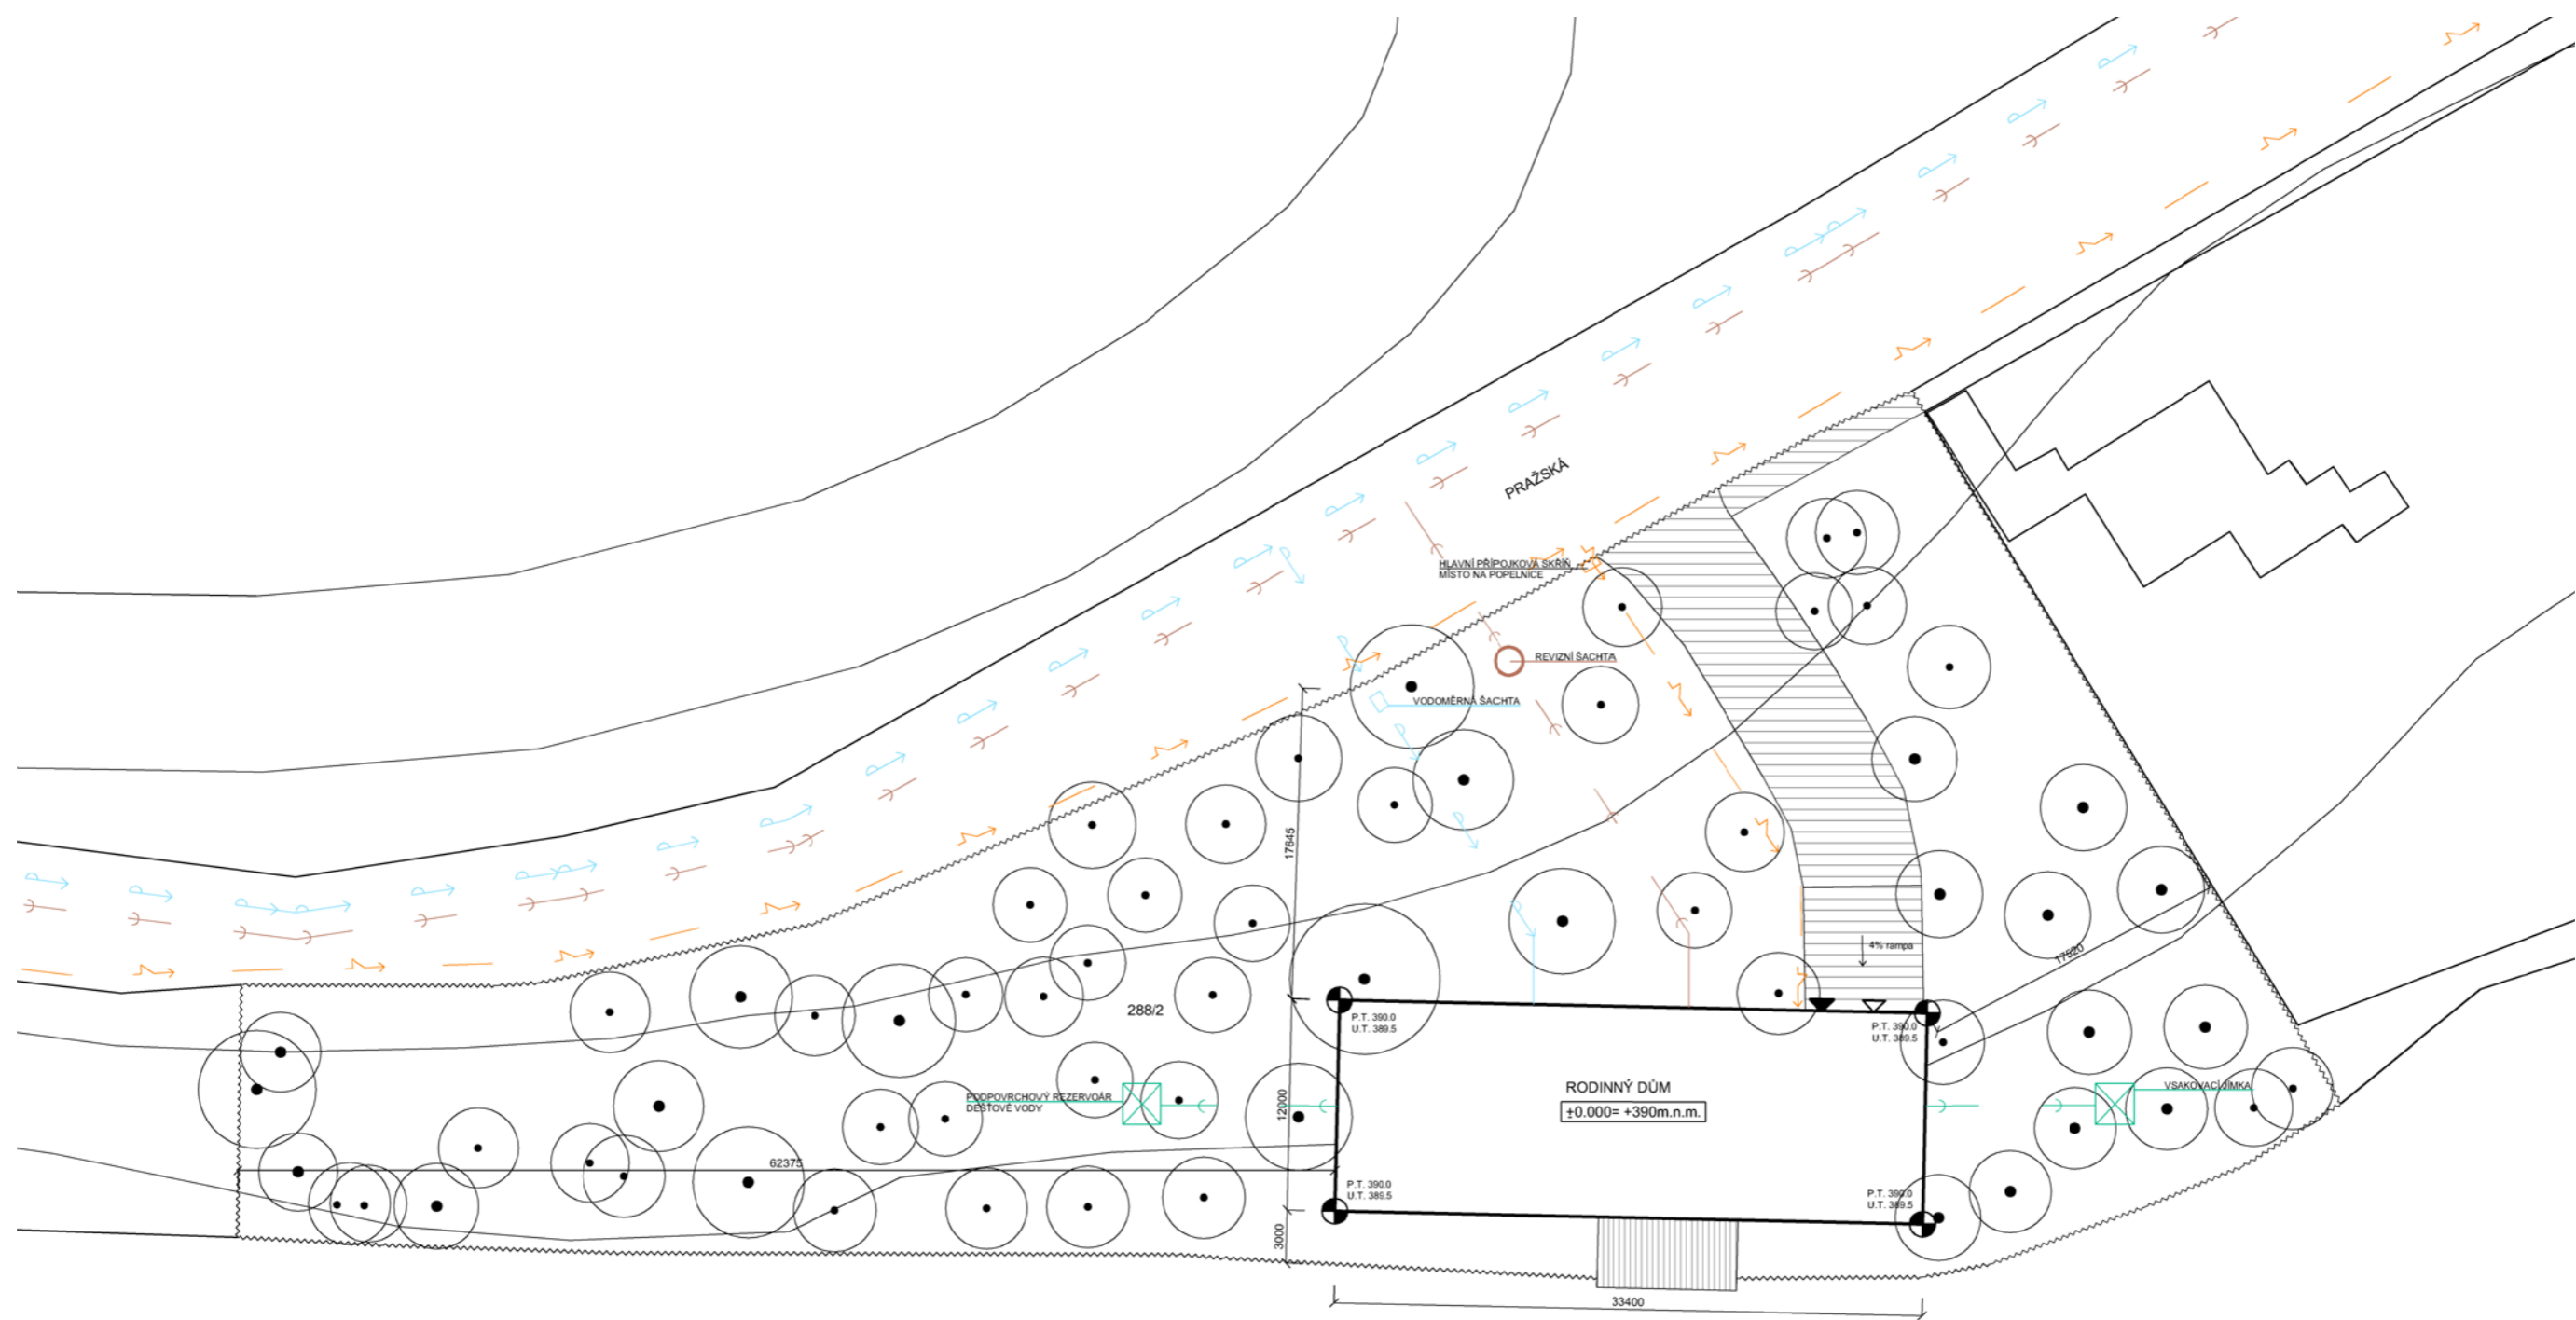 PRAŽSKÁ
HLAVNÍ PŘÍPOJKOVÁ SKŘÍŇ
MÍSTO NA POPELNICE
REVIZNÍ ŠACHTA
VODOMĚRNÁ ŠACHTA
17645
4% rampa
17520
288/2
P.T. 390.0
U.T. 389.5
P.T. 390.0
U.T. 389.5
PODPOVRCHOVÝ REZERVOÁR
DEŠŤOVÉ VODY
12000
RODINNÝ DŮM
±0.000= +390m.n.m.
VSAKOVACÍ JÍMKA
62375
P.T. 390.0
U.T. 389.5
P.T. 390.0
U.T. 389.5
3000
33400